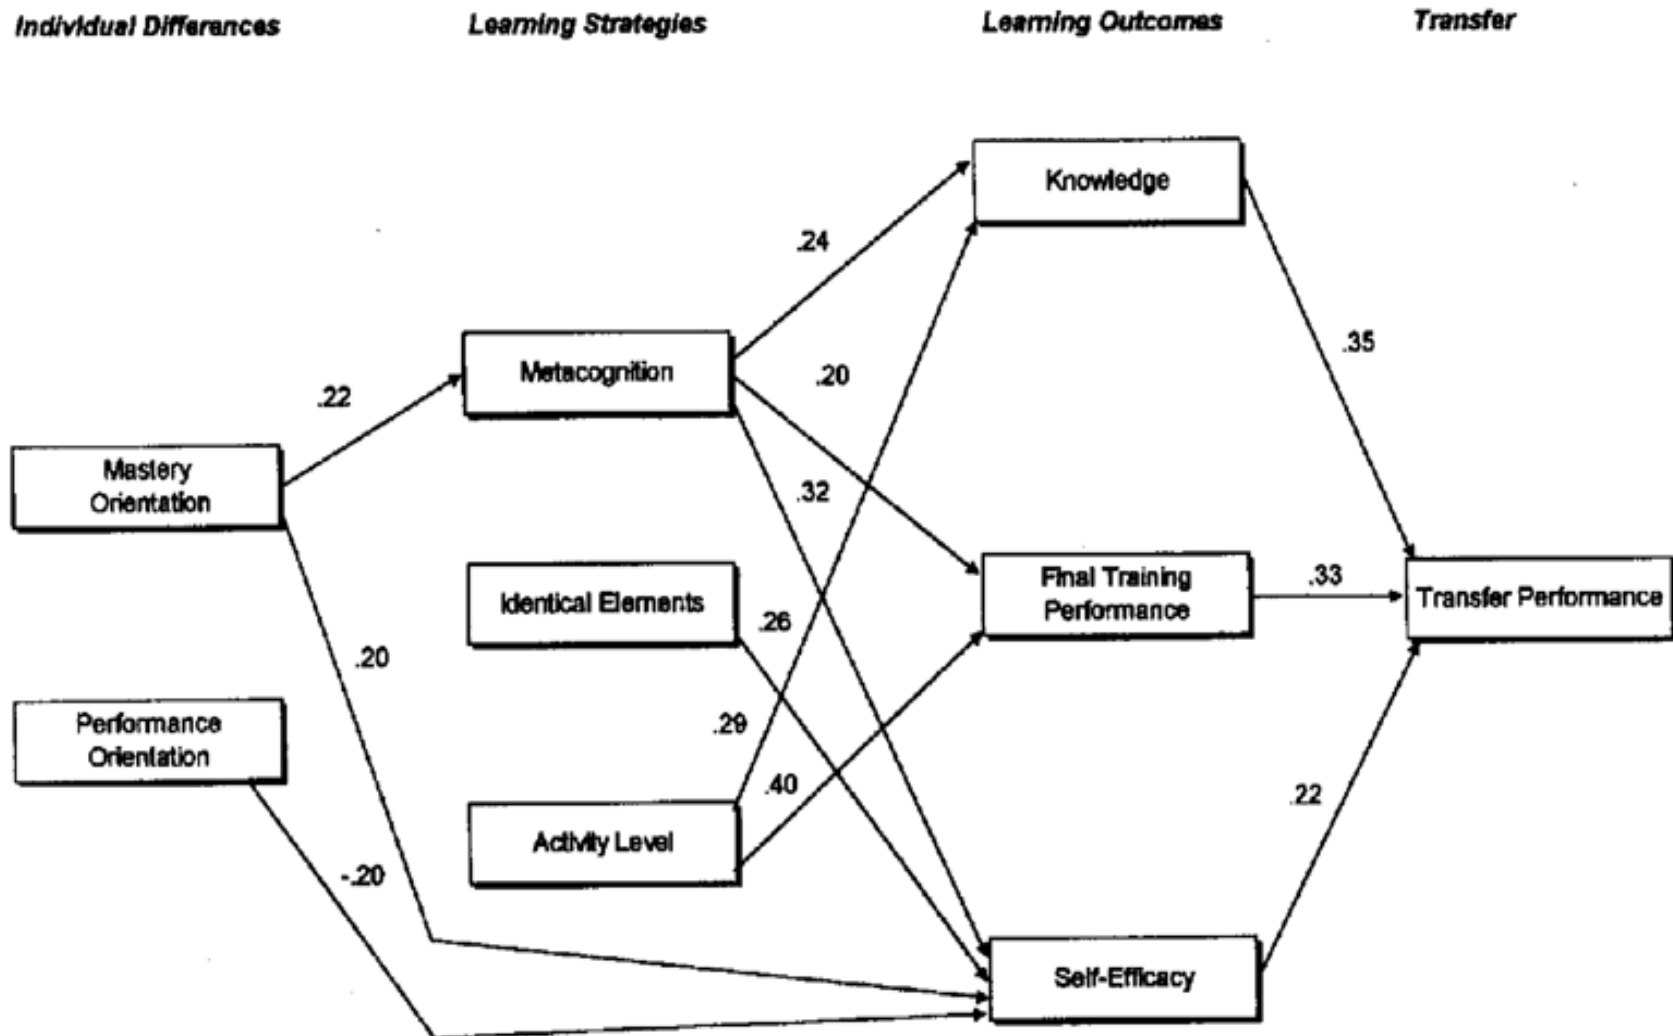 Individual Differences
Learning Strategies
Learning Outcomes
Transfer
Knowledge
.24
Metacognition
.22
.20
.35
Mastery
Orientation
.32
Identical Elements
Final Training
Performance
.33
Transfer Performance
.26
.20
Performance
Orientation
.29
.40
.22
Activity Level
-.20
Self-Efficacy